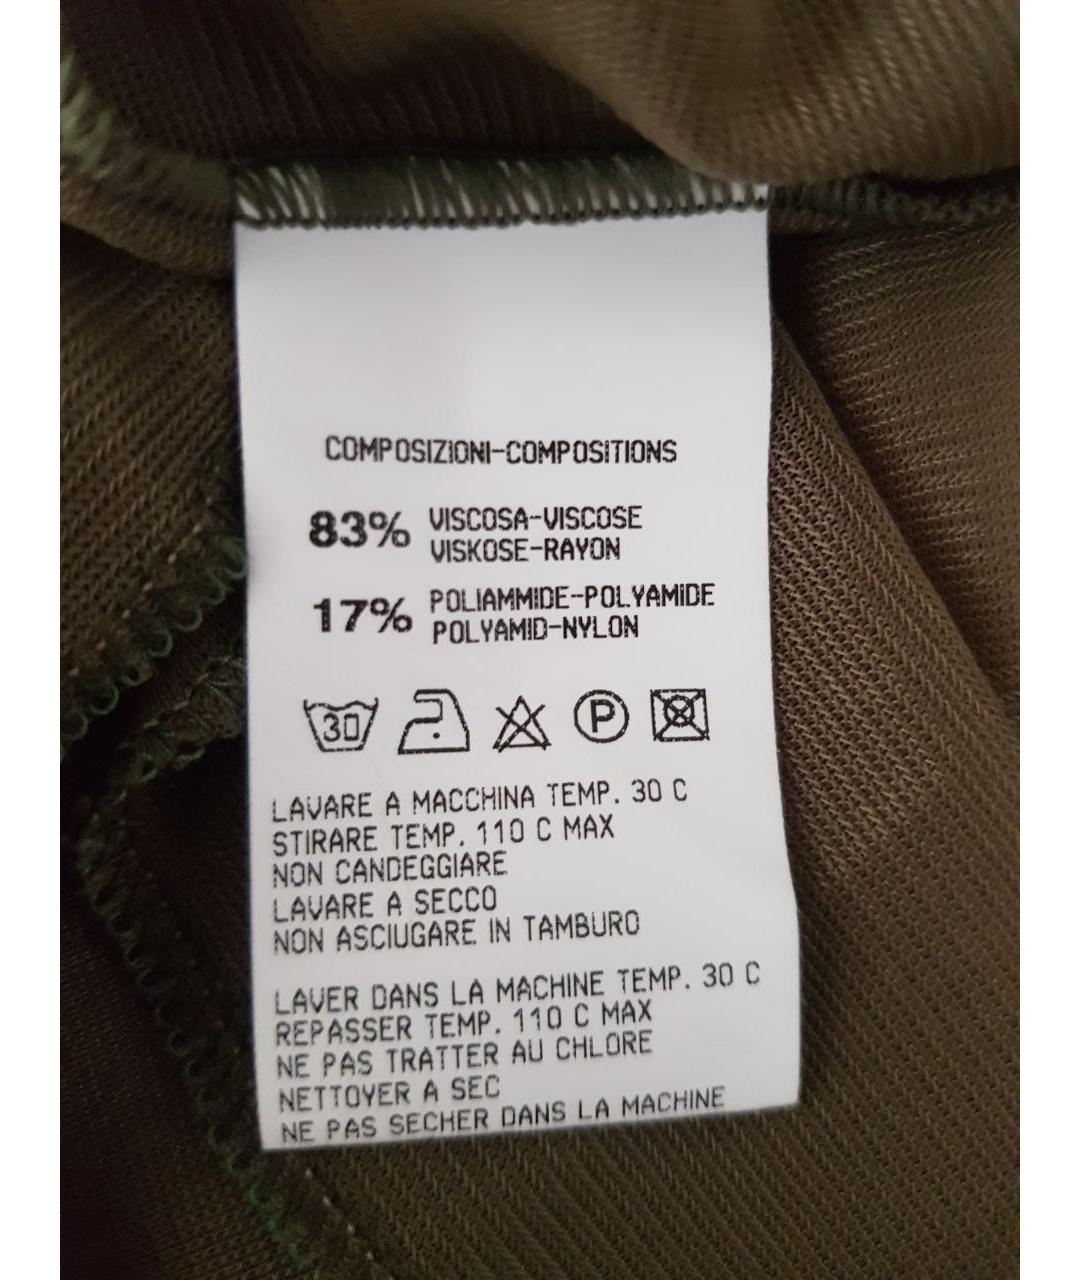 COMPOSIZIONI-COMPOSITIONS
83% VISCOSA-VISCOSE
VISKOSE-RAYON
17% POLIAMMIDE-POLYAMIDE
POLYAMID-NYLON
30 P
LAVARE A MACCHINA TEMP. 30 C
STIRARE TEMP. 110 C MAX
NON CANDEGGIARE
LAVARE A SECCO
NON ASCIUGARE IN TAMBURO
LAVER DANS LA MACHINE TEMP. 30 C
REPASSER TEMP. 110 C MAX
NE PAS TRATTER AU CHLORE
NETTOYER A SEC
NE PAS SECHER DANS LA MACHINE